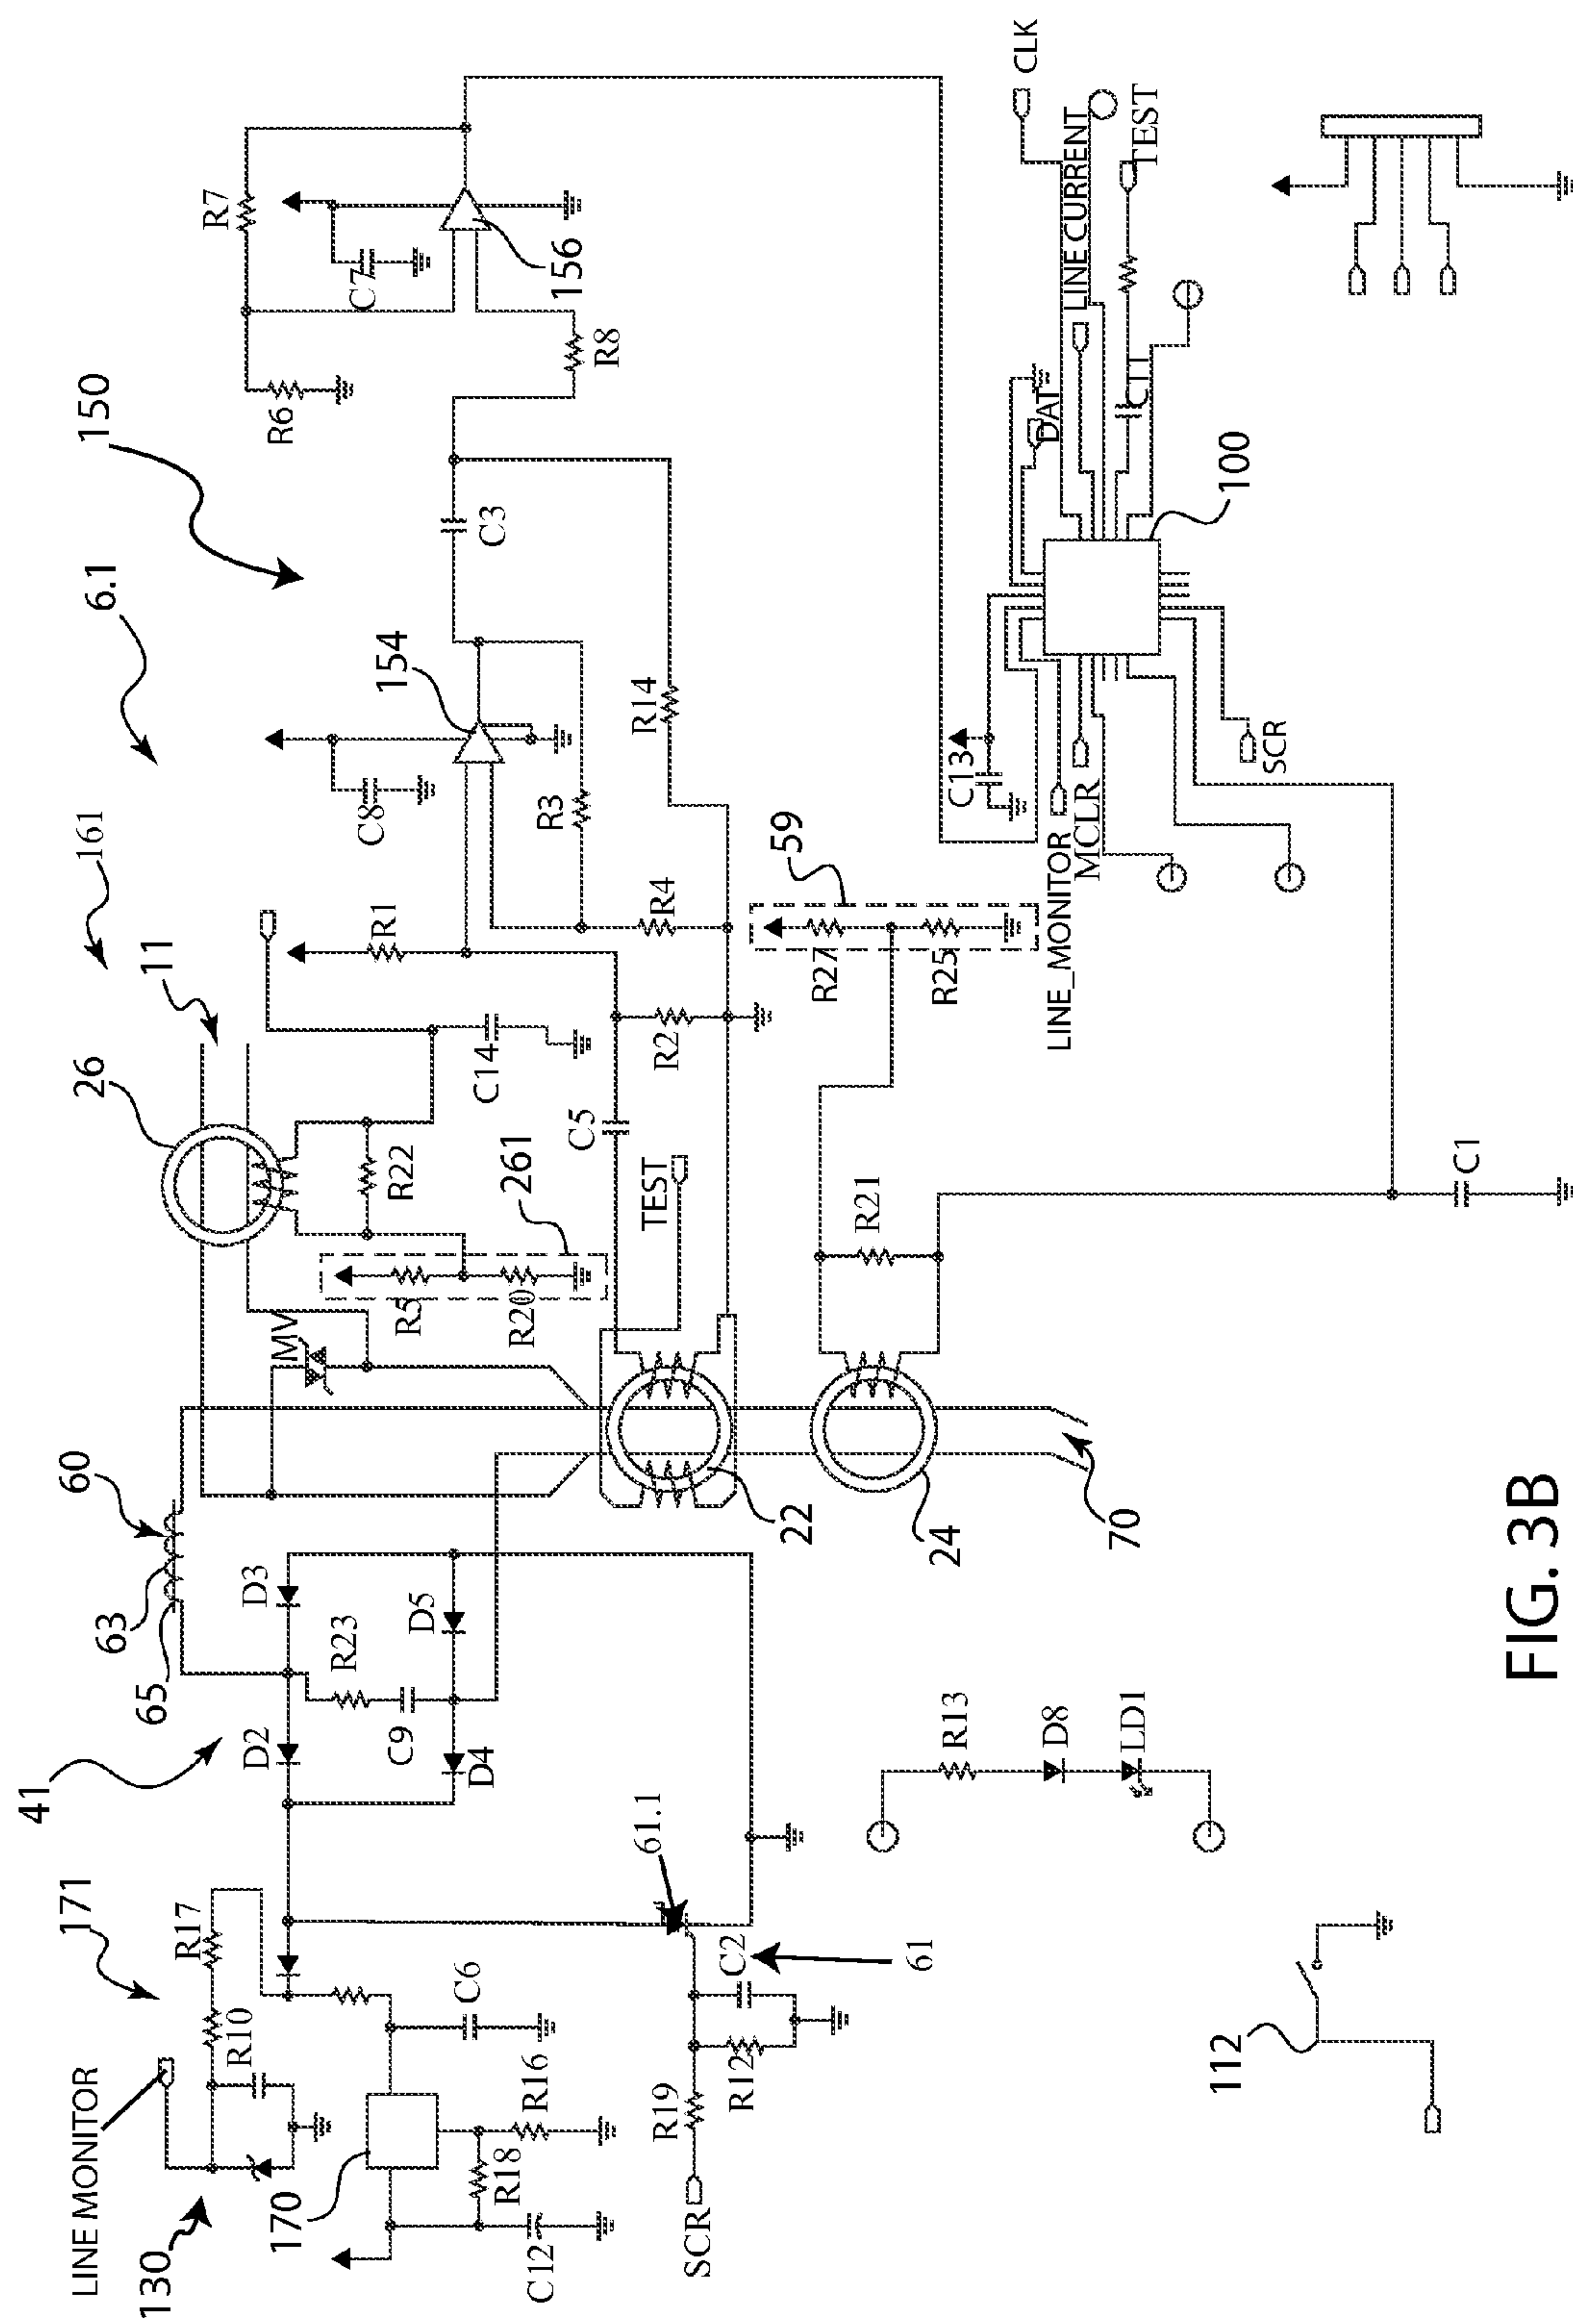 LINE MONITOR
130
171
R17
R10
170
R18
R16
C6
C12
SCR
R19
R12
C2
61
61.1
41
65
63
60
D2
D3
R23
C9
D4
D5
MV
26
11
161
6.1
150
R22
R5
R20
261
C14
R1
C8
154
R3
R4
R2
C5
TEST
R14
C3
R6
R7
C7
156
R8
22
24
70
R21
59
R27
R25
C1
LINE_MONITOR
MCLR
C13
SCR
100
DAT
C11
LINE CURRENT
TEST
CLK
R13
D8
LD1
112
FIG. 3B